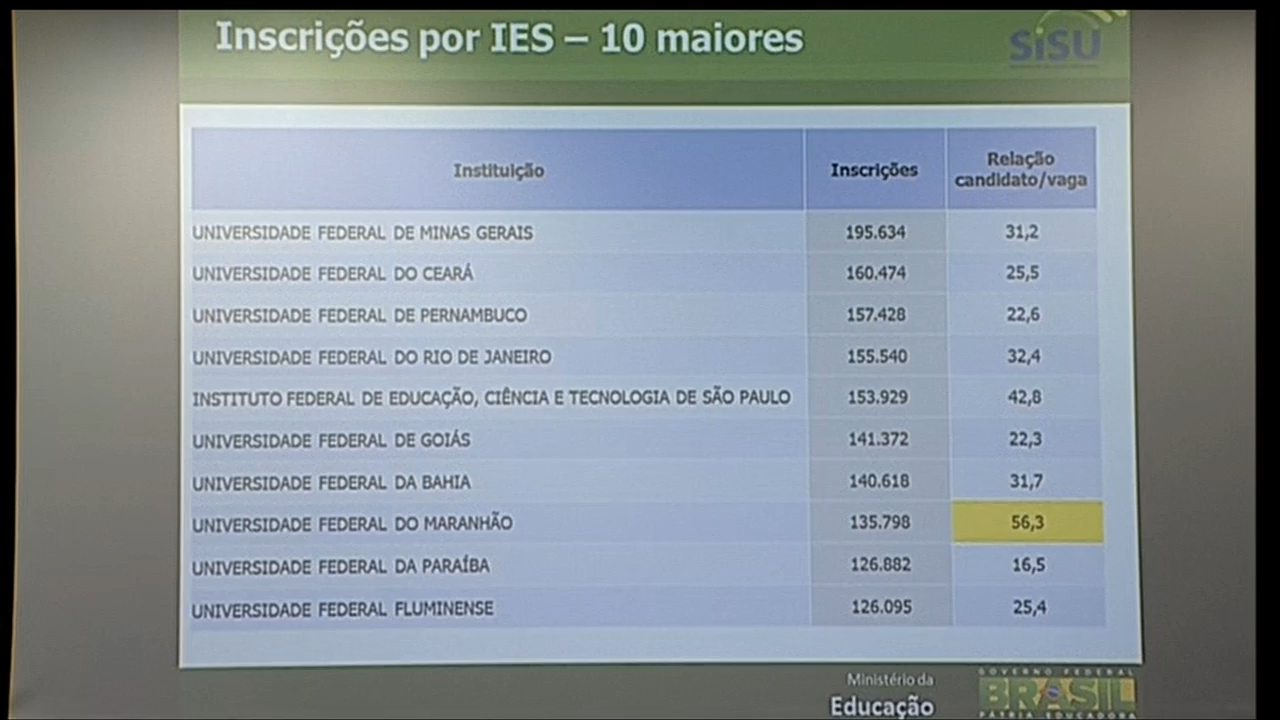 Inscrições por IES – 10 maiores
SiSU
Instituição Inscrições Relação candidato/vaga
UNIVERSIDADE FEDERAL DE MINAS GERAIS 195.634 31,2
UNIVERSIDADE FEDERAL DO CEARÁ 160.474 25,5
UNIVERSIDADE FEDERAL DE PERNAMBUCO 157.428 22,6
UNIVERSIDADE FEDERAL DO RIO DE JANEIRO 155.540 32,4
INSTITUTO FEDERAL DE EDUCAÇÃO, CIÊNCIA E TECNOLOGIA DE SÃO PAULO 153.929 42,8
UNIVERSIDADE FEDERAL DE GOIÁS 141.372 22,3
UNIVERSIDADE FEDERAL DA BAHIA 140.618 31,7
UNIVERSIDADE FEDERAL DO MARANHÃO 135.798 56,3
UNIVERSIDADE FEDERAL DA PARAÍBA 126.882 16,5
UNIVERSIDADE FEDERAL FLUMINENSE 126.095 25,4
Ministério da
Educação
GOVERNO FEDERAL
BRASIL
PÁTRIA EDUCADORA